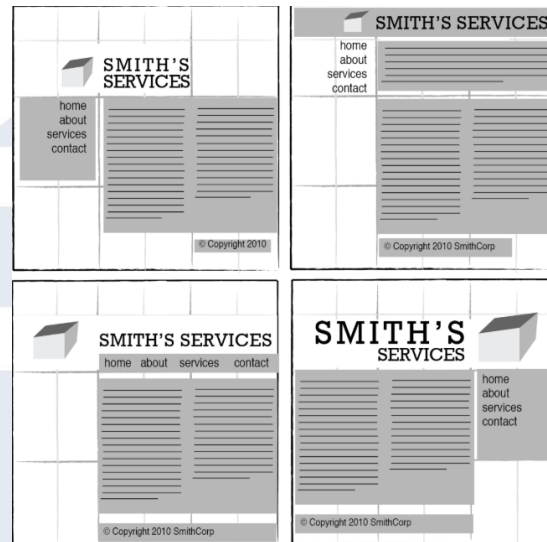 SMITH'S
SERVICES
home
about
services
contact
© Copyright 2010
SMITH'S SERVICES
home
about
services
contact
© Copyright 2010 SmithCorp
SMITH'S SERVICES
home about services contact
© Copyright 2010 SmithCorp
SMITH'S
SERVICES
home
about
services
contact
© Copyright 2010 SmithCorp